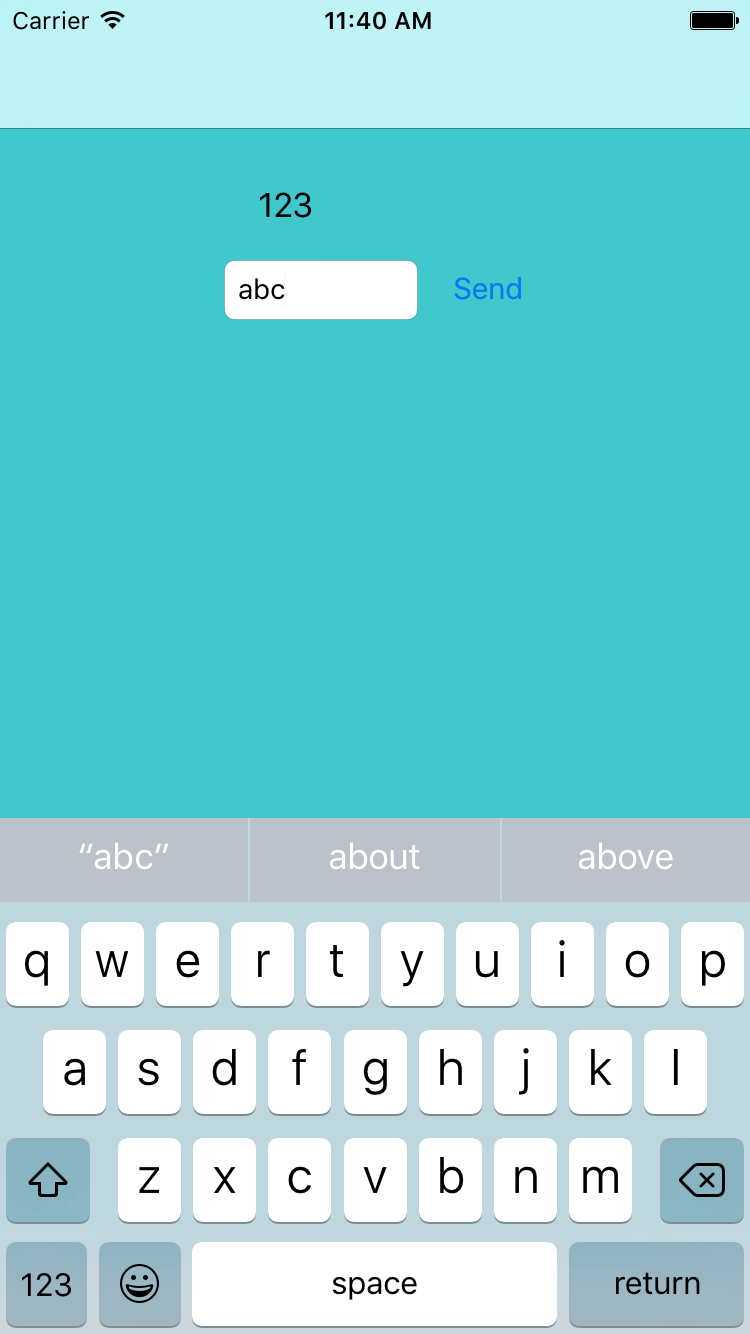 Carrier 11:40 AM
123
abc Send
“abc” about above
q w e r t y u i o p
a s d f g h j k l
z x c v b n m
123 space return